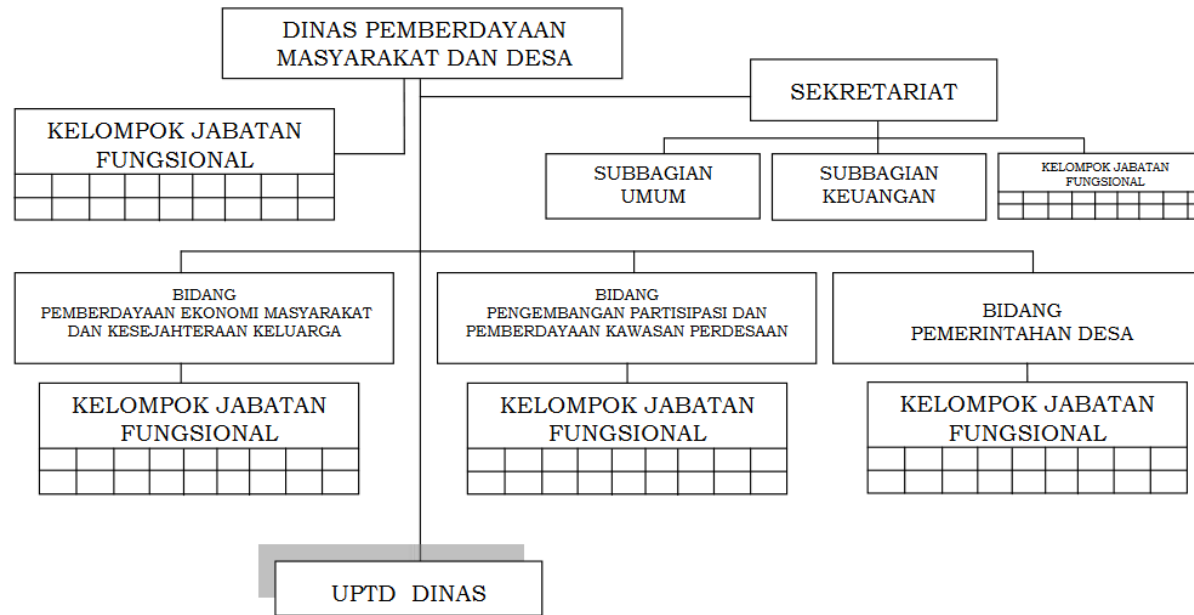 DINAS PEMBERDAYAAN
MASYARAKAT DAN DESA
SEKRETARIAT
KELOMPOK JABATAN
FUNGSIONAL
SUBBAGIAN
UMUM
SUBBAGIAN
KEUANGAN
KELOMPOK JABATAN
FUNGSIONAL
BIDANG
PEMBERDAYAAN EKONOMI MASYARAKAT
DAN KESEJAHTERAAN KELUARGA
BIDANG
PENGEMBANGAN PARTISIPASI DAN
PEMBERDAYAAN KAWASAN PERDESAAN
BIDANG
PEMERINTAHAN DESA
KELOMPOK JABATAN
FUNGSIONAL
KELOMPOK JABATAN
FUNGSIONAL
KELOMPOK JABATAN
FUNGSIONAL
UPTD DINAS